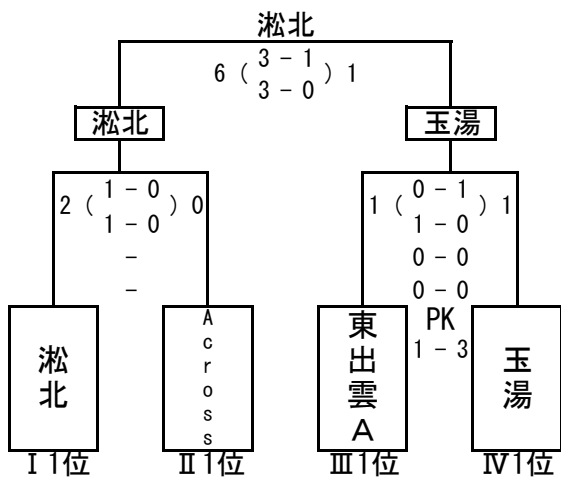 淞北
6 ( 3 - 1 ) 1
3 - 0
淞北
玉湯
2 ( 1 - 0 ) 0
1 - 0
-
-
1 ( 0 - 1 ) 1
1 - 0
0 - 0
0 - 0
PK
1 - 3
淞北
Across
東出雲A
玉湯
Ⅰ1位
Ⅱ1位
Ⅲ1位
Ⅳ1位